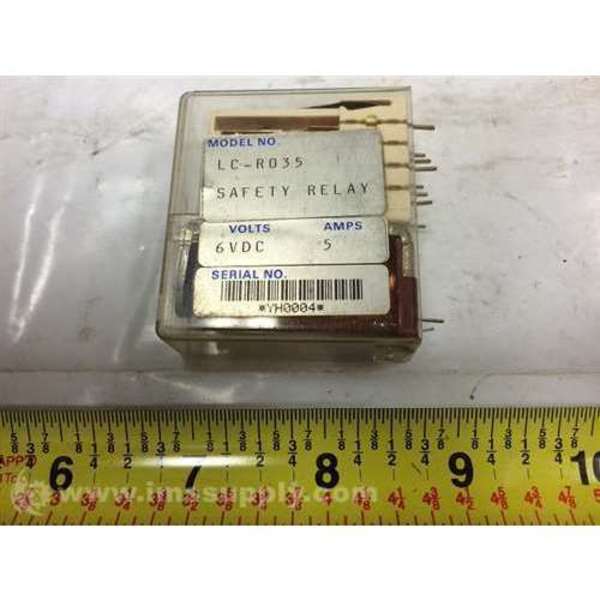 MODEL NO.
LC-R035
SAFETY RELAY
VOLTS AMPS
6VDC 5
SERIAL NO.
*YH0004*
6 7 8 9 10
www.imssupply.com